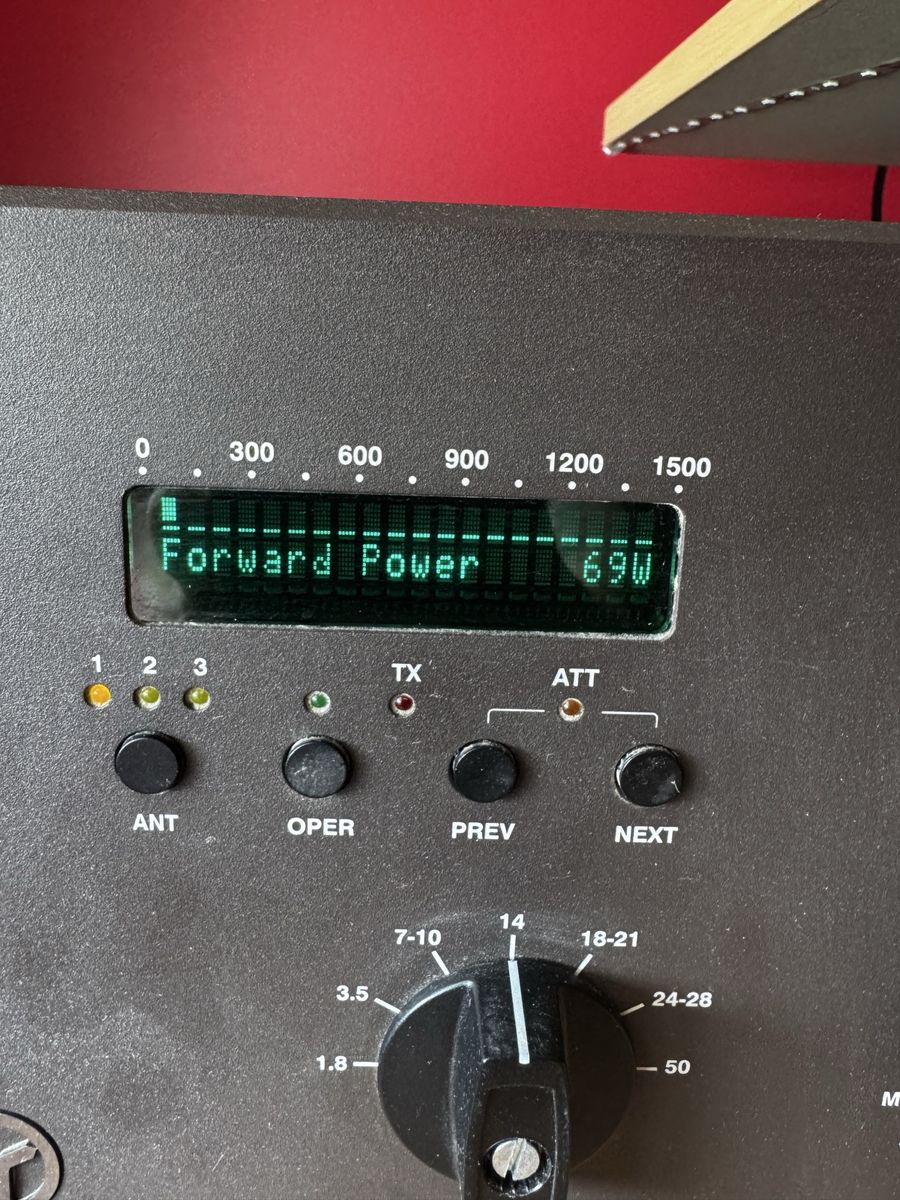 0 300 600 900 1200 1500
Forward Power 69W
1 2 3 TX ATT
ANT OPER PREV NEXT
14
7-10 18-21
3.5 24-28
1.8 50